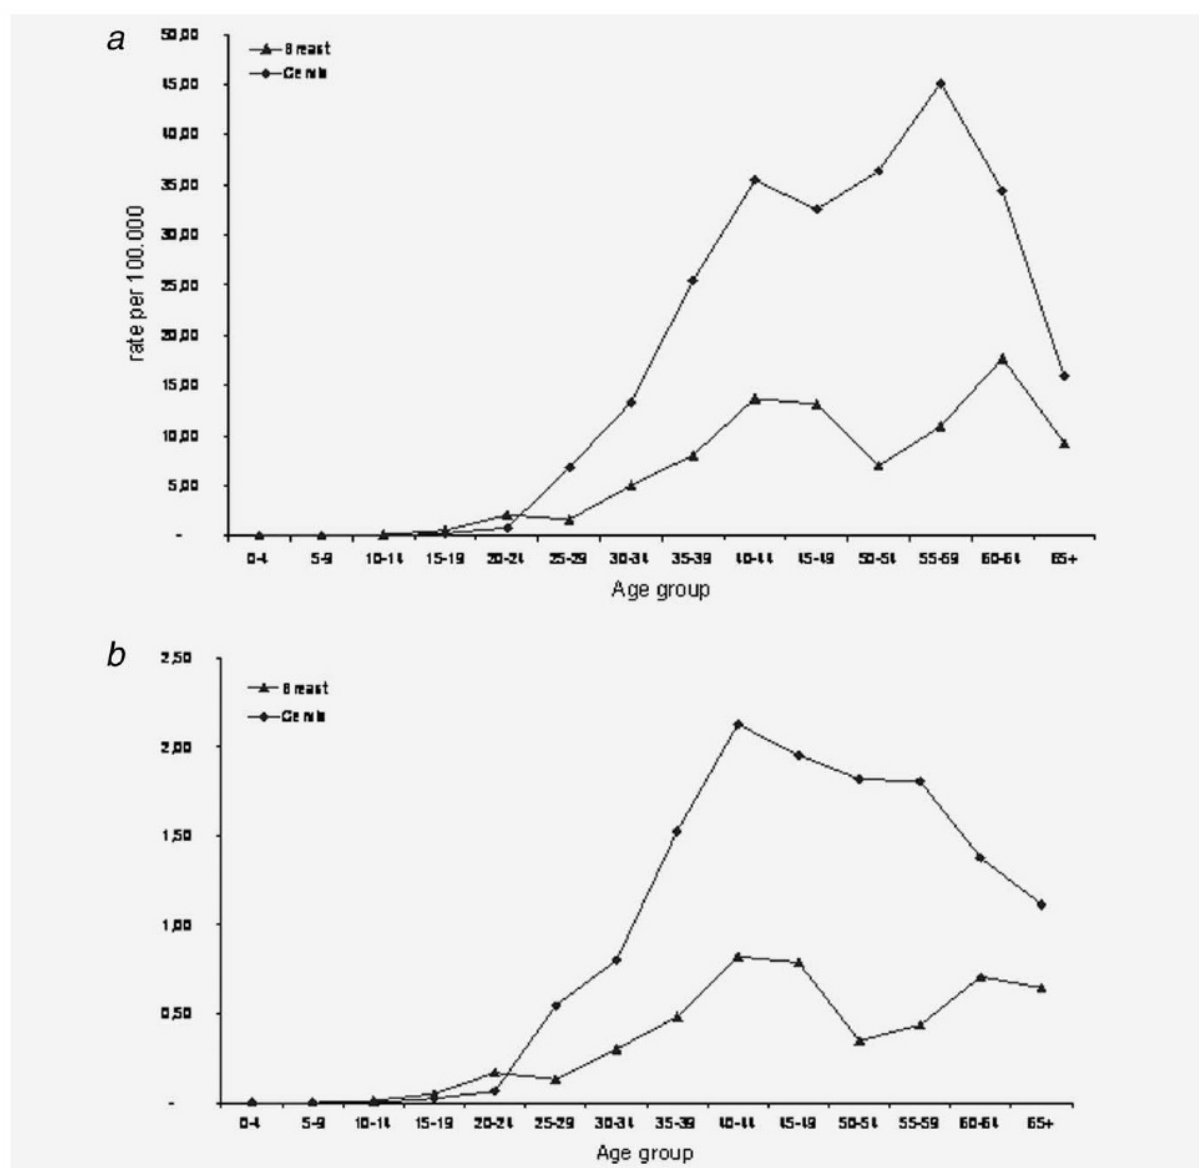 a
50,00
Breast
Cervix
45,00
40,00
35,00
30,00
25,00
20,00
15,00
10,00
5,00
-
rate per 100.000
0-4 5-9 10-14 15-19 20-24 25-29 30-34 35-39 40-44 45-49 50-54 55-59 60-64 65+
Age group
b
2,50
Breast
Cervix
2,00
1,50
1,00
0,50
-
0-4 5-9 10-14 15-19 20-24 25-29 30-34 35-39 40-44 45-49 50-54 55-59 60-64 65+
Age group